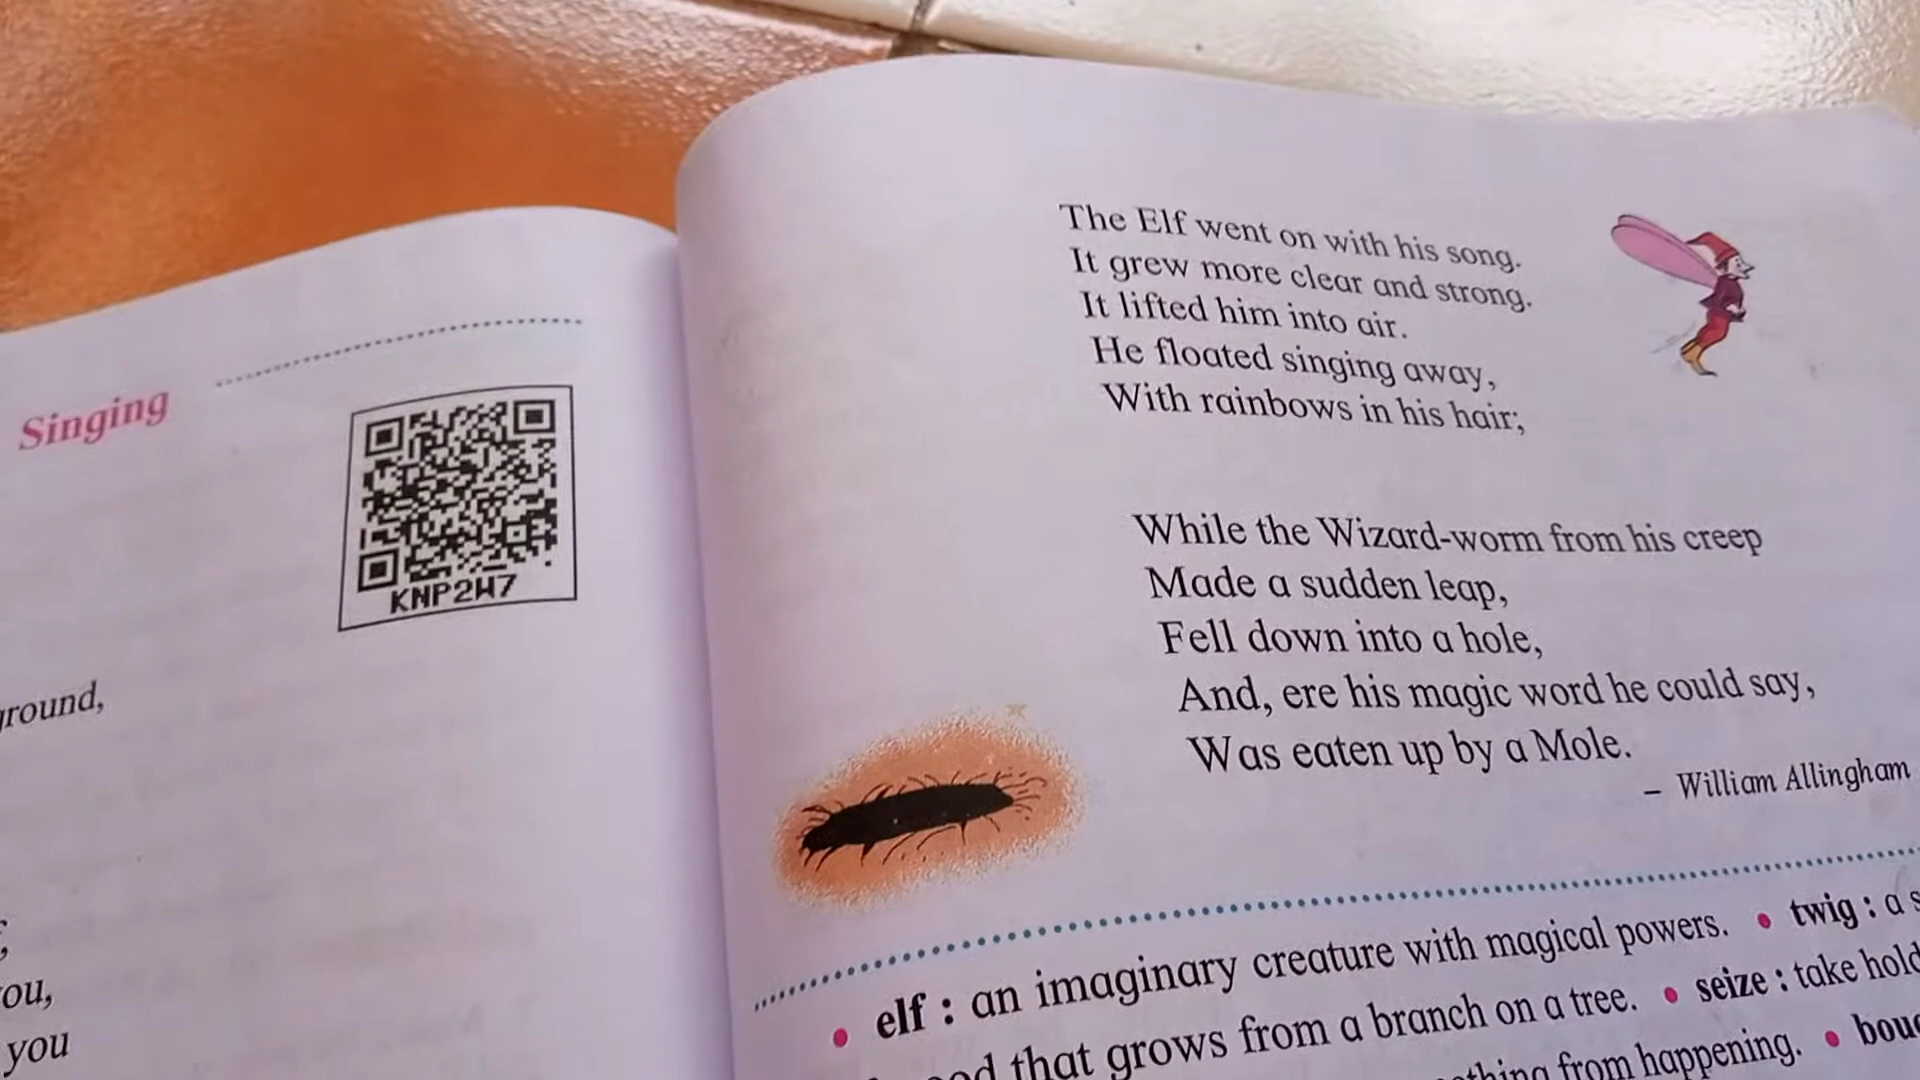 Singing
KNP2W7
ground,
you
The Elf went on with his song.
It grew more clear and strong.
It lifted him into air.
He floated singing away,
With rainbows in his hair;
While the Wizard-worm from his creep
Made a sudden leap,
Fell down into a hole,
And, ere his magic word he could say,
Was eaten up by a Mole.
– William Allingham
• elf : an imaginary creature with magical powers. • twig : a
that grows from a branch on a tree. • seize : take hold
from happening. •